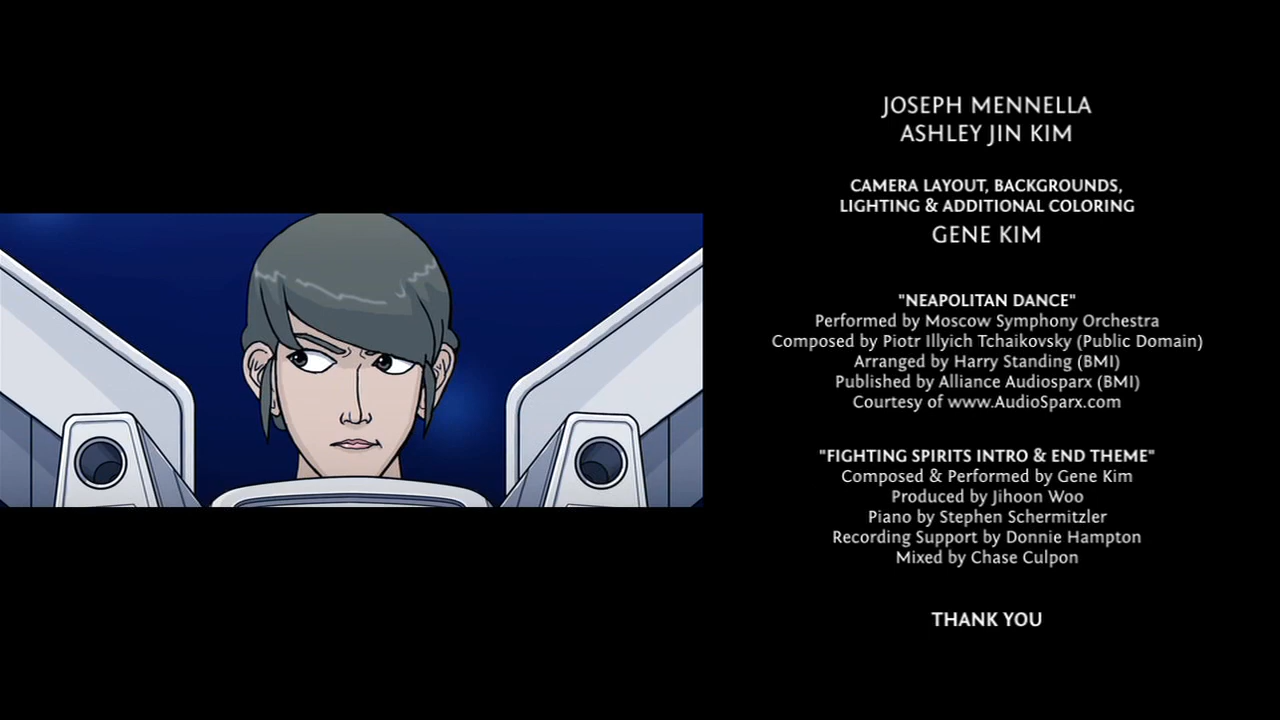 JOSEPH MENNELLA
ASHLEY JIN KIM
CAMERA LAYOUT, BACKGROUNDS,
LIGHTING & ADDITIONAL COLORING
GENE KIM
"NEAPOLITAN DANCE"
Performed by Moscow Symphony Orchestra
Composed by Piotr Illyich Tchaikovsky (Public Domain)
Arranged by Harry Standing (BMI)
Published by Alliance Audiosparx (BMI)
Courtesy of www.AudioSparx.com
"FIGHTING SPIRITS INTRO & END THEME"
Composed & Performed by Gene Kim
Produced by Jihoon Woo
Piano by Stephen Schermitzler
Recording Support by Donnie Hampton
Mixed by Chase Culpon
THANK YOU